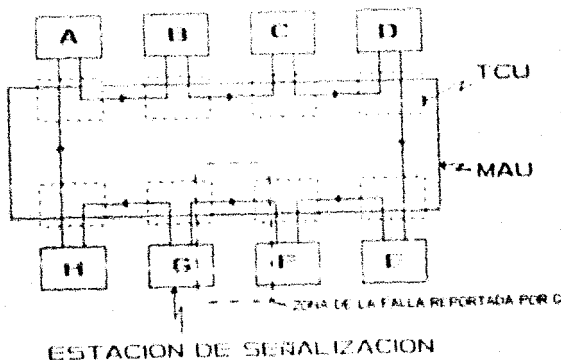 A B C D
TCU
MAU
H G F E
ZONA DE LA FALLA REPORTADA POR G
ESTACION DE SEÑALIZACION